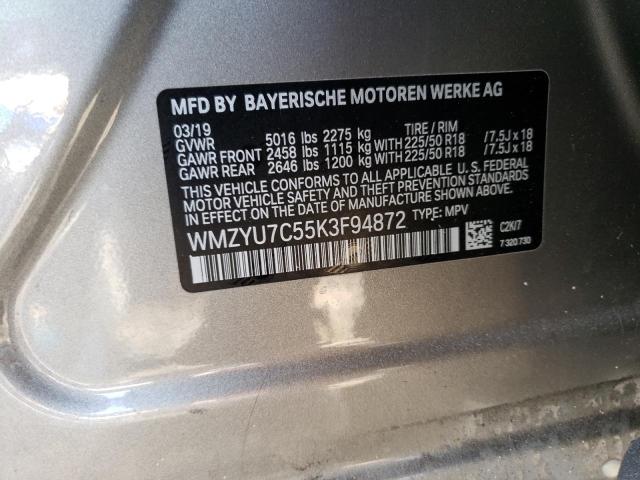 MFD BY BAYERISCHE MOTOREN WERKE AG
03/19 TIRE / RIM
GVWR 5016 lbs 2275 kg
GAWR FRONT 2458 lbs 1115 kg WITH 225/50 R18 / 7.5J x 18
GAWR REAR 2646 lbs 1200 kg WITH 225/50 R18 / 7.5J x 18
THIS VEHICLE CONFORMS TO ALL APPLICABLE U. S. FEDERAL
MOTOR VEHICLE SAFETY AND THEFT PREVENTION STANDARDS
IN EFFECT ON THE DATE OF MANUFACTURE SHOWN ABOVE.
WMZYU7C55K3F94872 TYPE: MPV
C2K/7
7 320 730